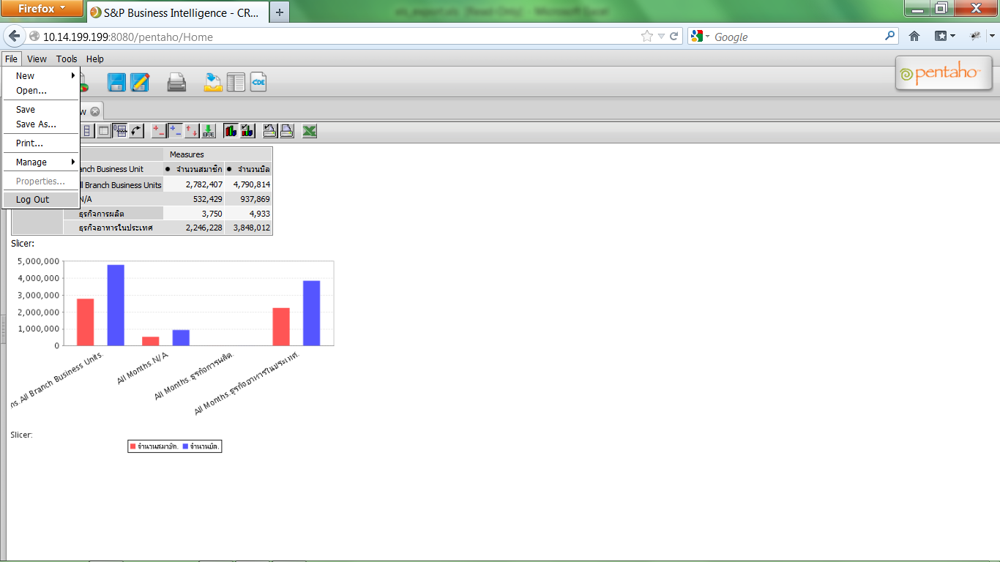 Firefox
S&P Business Intelligence - CR...
xls_export.xls [Read-Only] - Microsoft Excel
10.14.199.199:8080/pentaho/Home
Google
File View Tools Help
New
Open...
Save
Save As...
Print...
Manage
Properties...
Log Out
CDE
pentaho
w
Measures
anch Business Unit จำนวนสมาชิก จำนวนบิล
ll Branch Business Units 2,782,407 4,790,814
N/A 532,429 937,869
ธุรกิจการผลิต 3,750 4,933
ธุรกิจอาหารในประเทศ 2,246,228 3,848,012
Slicer:
5,000,000
4,000,000
3,000,000
2,000,000
1,000,000
0
ns.All Branch Business Units.
All Months.N/A
All Months.ธุรกิจการผลิต.
All Months.ธุรกิจอาหารในประเทศ.
Slicer:
จำนวนสมาชิก. จำนวนบิล.